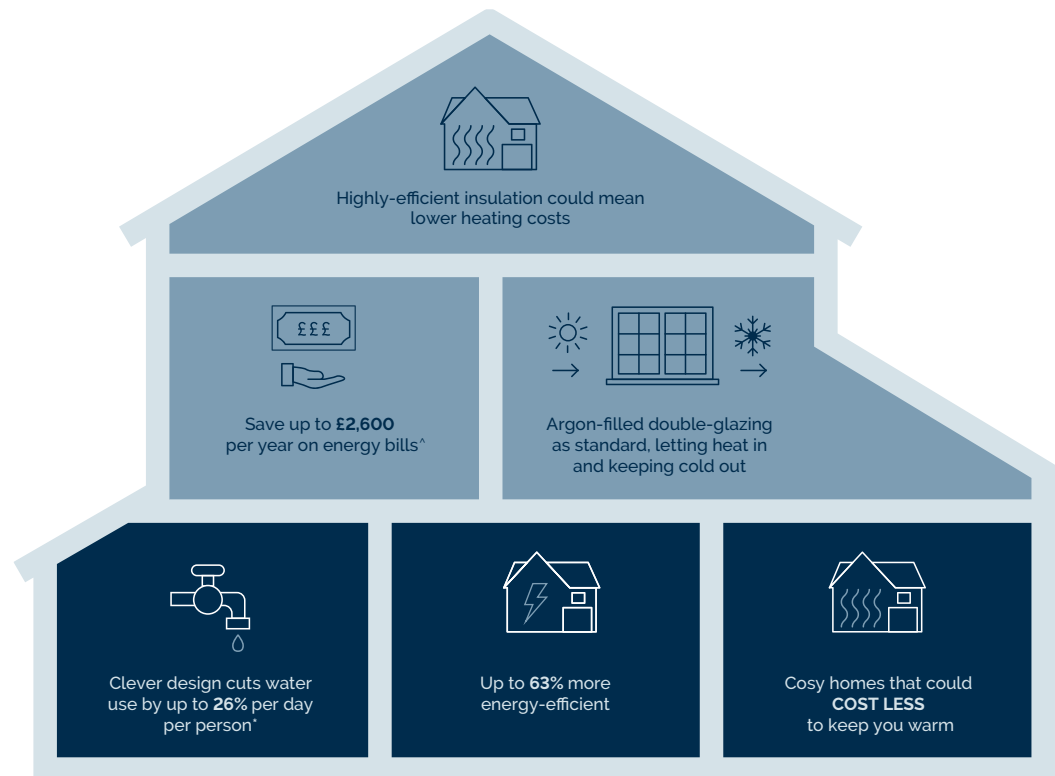 Highly-efficient insulation could mean
lower heating costs
£££
Save up to £2,600
per year on energy bills^
Argon-filled double-glazing
as standard, letting heat in
and keeping cold out
Clever design cuts water
use by up to 26% per day
per person*
Up to 63% more
energy-efficient
Cosy homes that could
COST LESS
to keep you warm